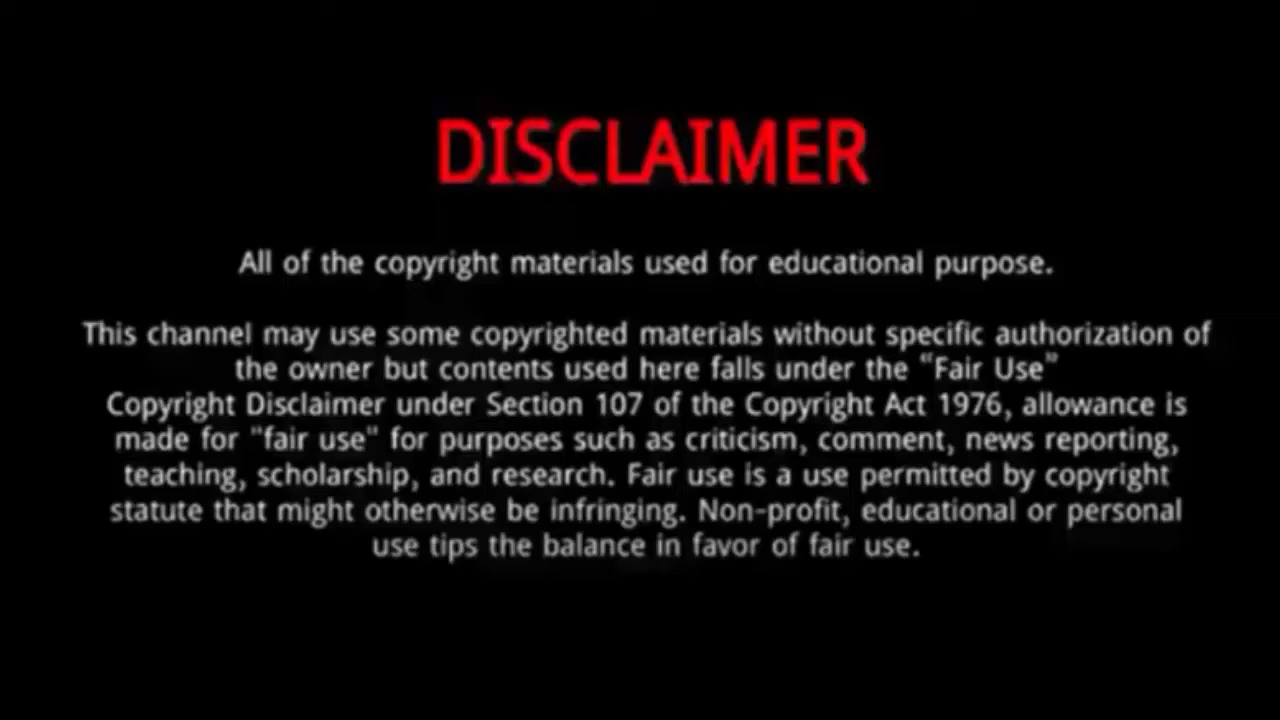 DISCLAIMER
All of the copyright materials used for educational purpose.
This channel may use some copyrighted materials without specific authorization of
the owner but contents used here falls under the “Fair Use”
Copyright Disclaimer under Section 107 of the Copyright Act 1976, allowance is
made for "fair use" for purposes such as criticism, comment, news reporting,
teaching, scholarship, and research. Fair use is a use permitted by copyright
statute that might otherwise be infringing. Non-profit, educational or personal
use tips the balance in favor of fair use.